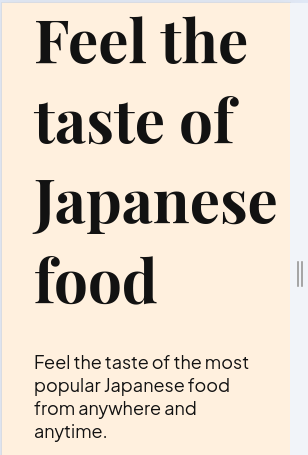 Feel the
taste of
Japanese
food
Feel the taste of the most
popular Japanese food
from anywhere and
anytime.